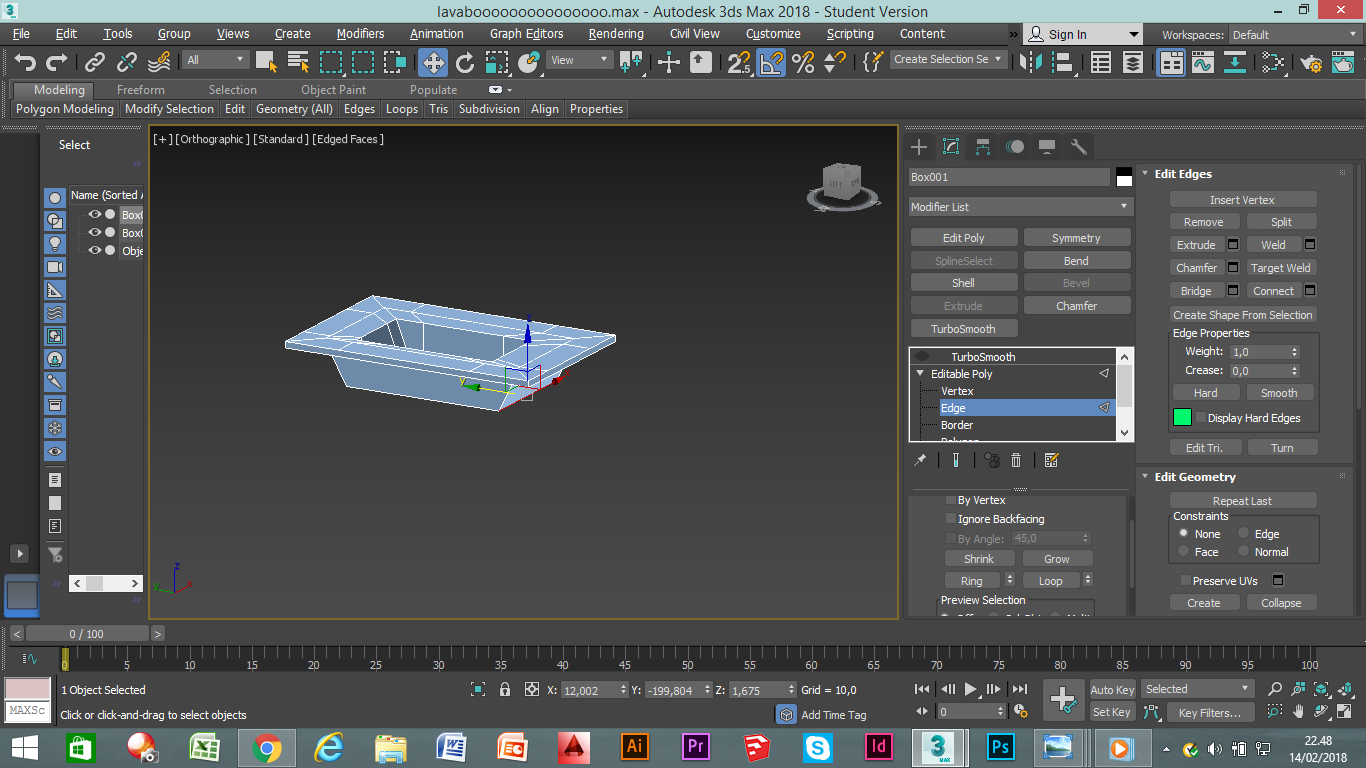 lavabooooooooooooooo.max - Autodesk 3ds Max 2018 - Student Version
File Edit Tools Group Views Create Modifiers Animation Graph Editors Rendering Civil View Customize Scripting Content Sign In Workspaces: Default
All View Create Selection Se
Modeling Freeform Selection Object Paint Populate
Polygon Modeling Modify Selection Edit Geometry (All) Edges Loops Tris Subdivision Align Properties
Select
Name (Sorted A
Box0
Box0
Obje
[+] [Orthographic] [Standard] [Edged Faces]
z
y
z
x
Box001
Modifier List
Edit Poly Symmetry
SplineSelect Bend
Shell Bevel
Extrude Chamfer
TurboSmooth
TurboSmooth
Editable Poly
Vertex
Edge
Border
Polygon
By Vertex
Ignore Backfacing
By Angle: 45,0
Shrink Grow
Ring Loop
Preview Selection
Edit Edges
Insert Vertex
Remove Split
Extrude Weld
Chamfer Target Weld
Bridge Connect
Create Shape From Selection
Edge Properties
Weight: 1,0
Crease: 0,0
Hard Smooth
Display Hard Edges
Edit Tri. Turn
Edit Geometry
Repeat Last
Constraints
None Edge
Face Normal
Preserve UVs
Create Collapse
< 0 / 100 >
0 5 10 15 20 25 30 35 40 45 50 55 60 65 70 75 80 85 90 95 100
MAXSc
1 Object Selected X: 12,002 Y: -199,804 Z: 1,675 Grid = 10,0
Click or click-and-drag to select objects Add Time Tag
0
Auto Key Selected
Set Key Key Filters...
22.48
14/02/2018